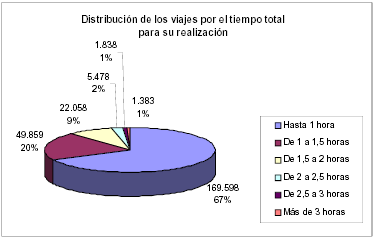 Distribución de los viajes por el tiempo total
para su realización
1.838
1%
5.478
2%
1.383
1%
22.058
9%
49.859
20%
169.598
67%
Hasta 1 hora
De 1 a 1,5 horas
De 1,5 a 2 horas
De 2 a 2,5 horas
De 2,5 a 3 horas
Más de 3 horas